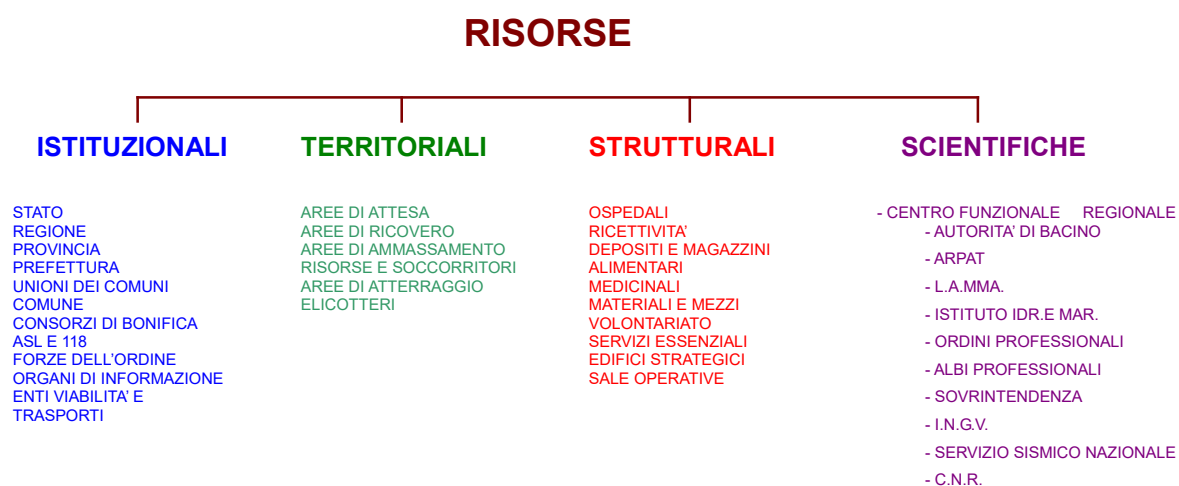 RISORSE
ISTITUZIONALI
STATO
REGIONE
PROVINCIA
PREFETTURA
UNIONI DEI COMUNI
COMUNE
CONSORZI DI BONIFICA
ASL E 118
FORZE DELL'ORDINE
ORGANI DI INFORMAZIONE
ENTI VIABILITA' E
TRASPORTI
TERRITORIALI
AREE DI ATTESA
AREE DI RICOVERO
AREE DI AMMASSAMENTO
RISORSE E SOCCORRITORI
AREE DI ATTERRAGGIO
ELICOTTERI
STRUTTURALI
OSPEDALI
RICETTIVITA'
DEPOSITI E MAGAZZINI
ALIMENTARI
MEDICINALI
MATERIALI E MEZZI
VOLONTARIATO
SERVIZI ESSENZIALI
EDIFICI STRATEGICI
SALE OPERATIVE
SCIENTIFICHE
- CENTRO FUNZIONALE REGIONALE
- AUTORITA' DI BACINO
- ARPAT
- L.A.MMA.
- ISTITUTO IDR.E MAR.
- ORDINI PROFESSIONALI
- ALBI PROFESSIONALI
- SOVRINTENDENZA
- I.N.G.V.
- SERVIZIO SISMICO NAZIONALE
- C.N.R.